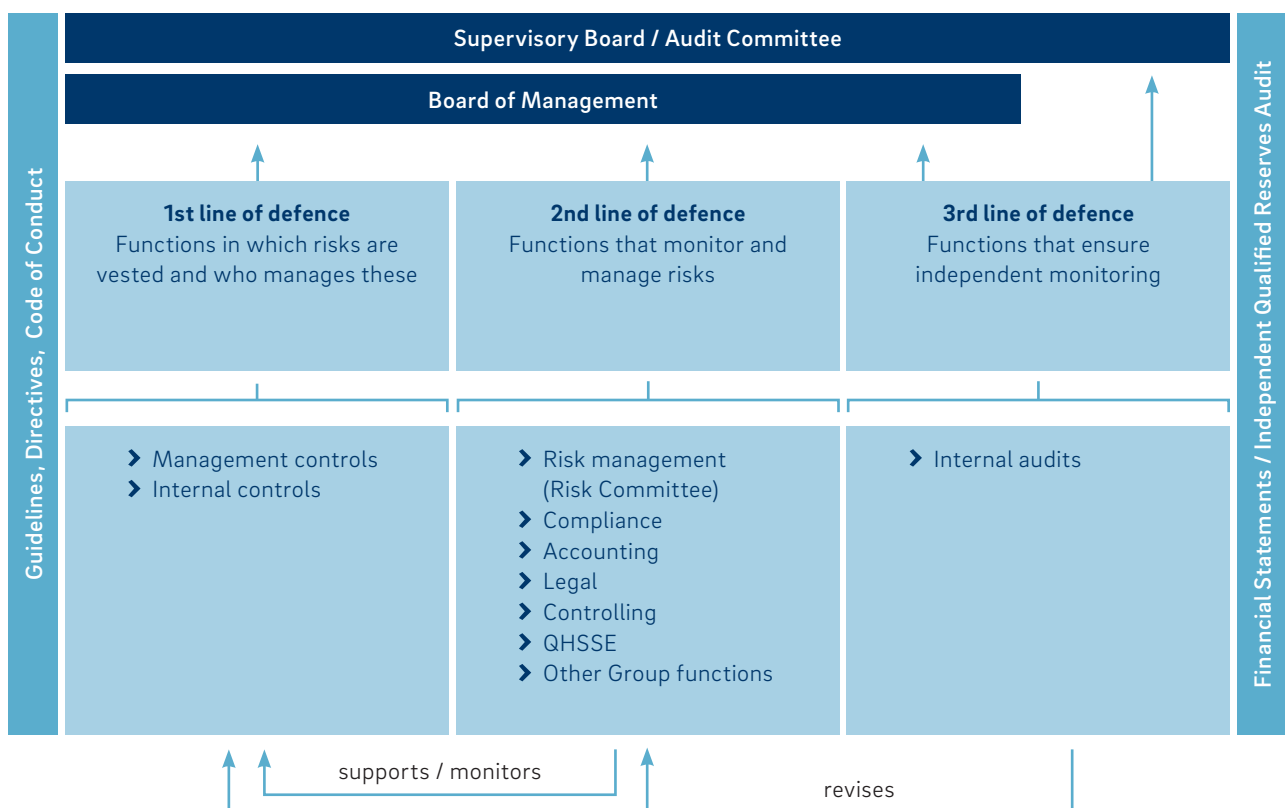 Supervisory Board / Audit Committee
Board of Management
Guidelines, Directives, Code of Conduct
1st line of defence
Functions in which risks are
vested and who manages these
2nd line of defence
Functions that monitor and
manage risks
3rd line of defence
Functions that ensure
independent monitoring
Management controls
Internal controls
Risk management
(Risk Committee)
Compliance
Accounting
Legal
Controlling
QHSSE
Other Group functions
Internal audits
Financial Statements / Independent Qualified Reserves Audit
supports / monitors
revises